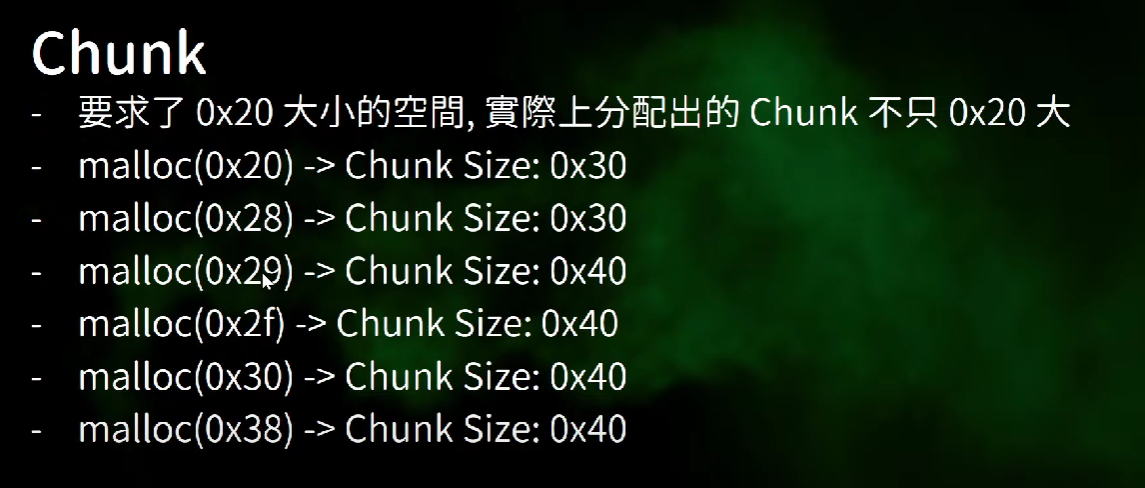 Chunk
- 要求了 0x20 大小的空間, 實際上分配出的 Chunk 不只 0x20 大
- malloc(0x20) -> Chunk Size: 0x30
- malloc(0x28) -> Chunk Size: 0x30
- malloc(0x29) -> Chunk Size: 0x40
- malloc(0x2f) -> Chunk Size: 0x40
- malloc(0x30) -> Chunk Size: 0x40
- malloc(0x38) -> Chunk Size: 0x40